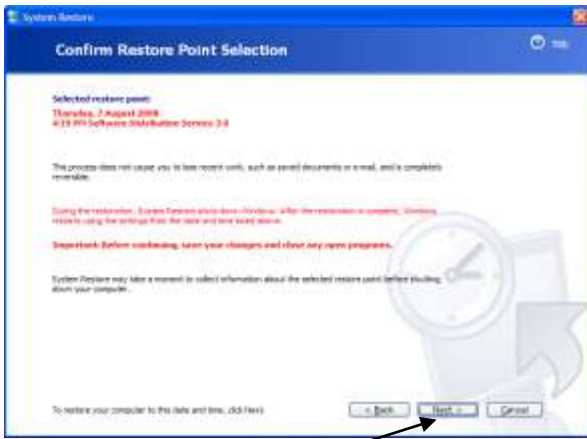 System Restore
Confirm Restore Point Selection
Help
Selected restore point:
Thursday, 7 August 2008
4:15 PM Software Distribution Service 3.0
This process does not cause you to lose recent work, such as saved documents or e-mail, and is completely
reversible.
During the restoration, System Restore shuts down Windows. After the restoration is complete, Windows
restarts using the settings from the date and time listed above.
Important: Before continuing, save your changes and close any open programs.
System Restore may take a moment to collect information about the selected restore point before shutting
down your computer.
To restore your computer to this date and time, click Next.
< Back Next > Cancel